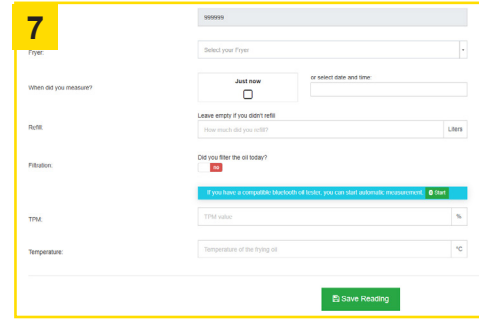 7
999999
Fryer:
Select your Fryer
When did you measure?
Just now
or select date and time:
Leave empty if you didn't refill
Refill:
How much did you refill?
Liters
Did you filter the oil today?
Filtration:
no
If you have a compatible bluetooth oil tester, you can start automatic measurement. Start
TPM:
TPM value
%
Temperature:
Temperature of the frying oil
°C
Save Reading